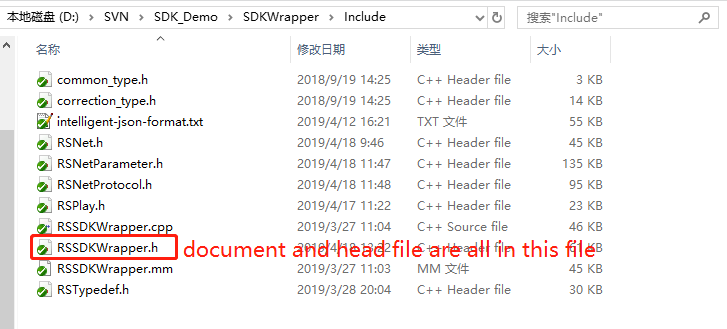 本地磁盘 (D:) > SVN > SDK_Demo > SDKWrapper > Include
搜索"Include"
名称 修改日期 类型 大小
common_type.h 2018/9/19 14:25 C++ Header file 3 KB
correction_type.h 2018/9/19 14:25 C++ Header file 14 KB
intelligent-json-format.txt 2019/4/12 16:21 TXT 文件 55 KB
RSNet.h 2019/4/18 9:46 C++ Header file 45 KB
RSNetParameter.h 2019/4/18 11:47 C++ Header file 135 KB
RSNetProtocol.h 2019/4/18 11:48 C++ Header file 95 KB
RSPlay.h 2019/4/17 11:22 C++ Header file 23 KB
RSSDKWrapper.cpp 2019/3/27 11:04 C++ Source file 46 KB
RSSDKWrapper.h document and head file are all in this file
RSSDKWrapper.mm 2019/3/27 11:03 MM 文件 45 KB
RSTypedef.h 2019/3/28 20:04 C++ Header file 30 KB